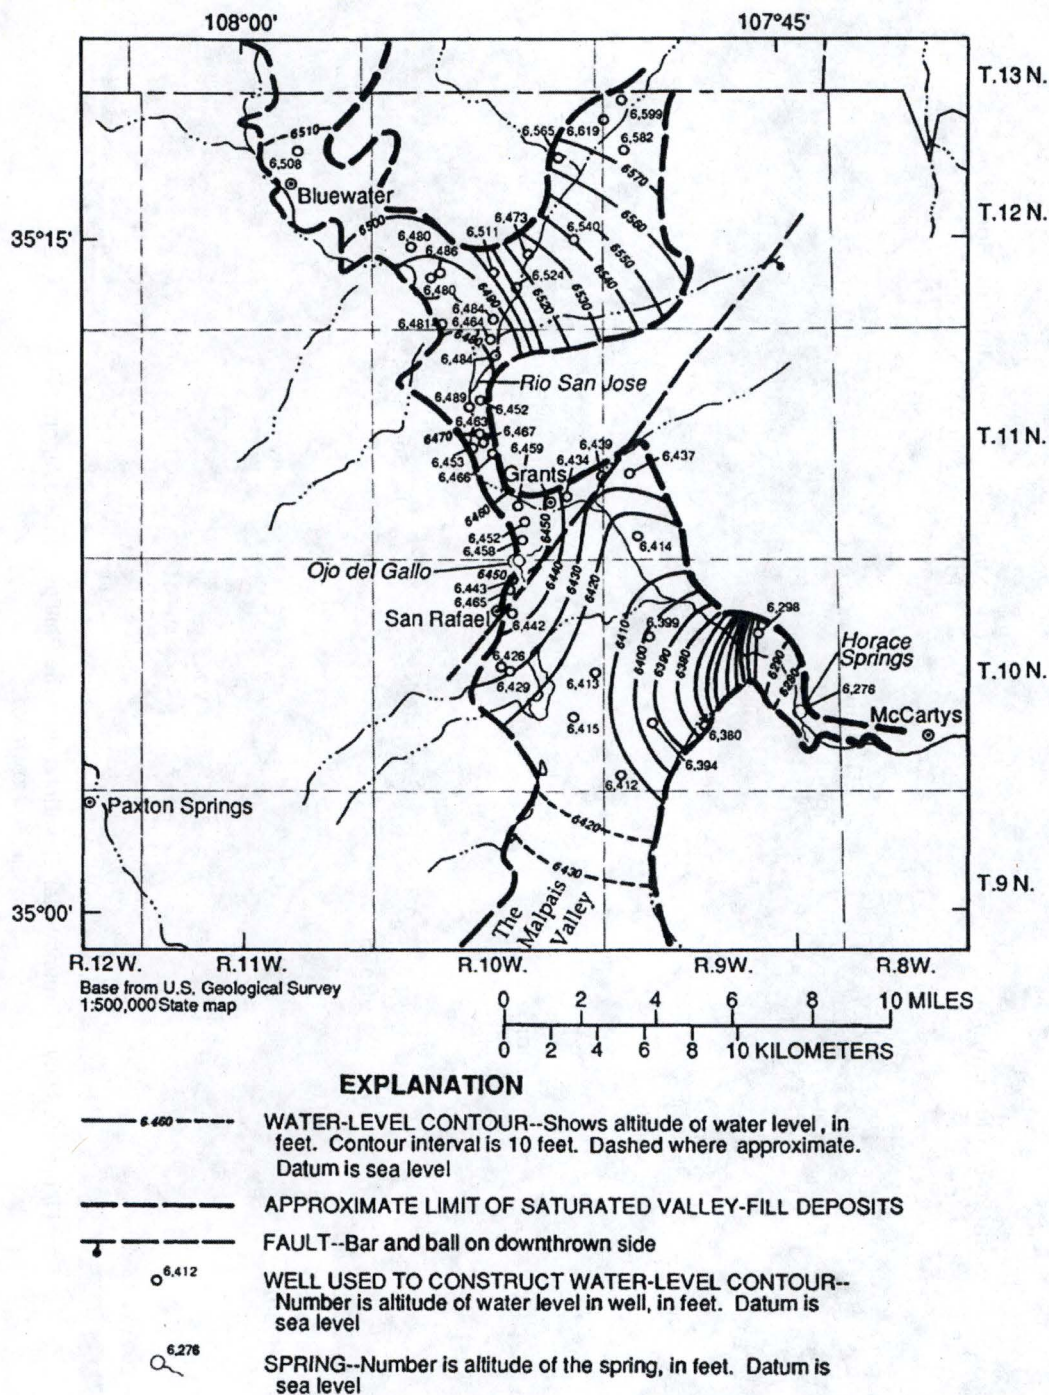 108°00' 107°45'
T.13 N.
6,599
6,565 6,619
6510 6,582
6,508 6570
Bluewater
6,473 6560 T.12 N.
6500 6,511 6,540
35°15' 6,480 6550
6,486 6,524 6540
6,480 6490 6520 6530
6,484
6,481 6,464
6,484
Rio San Jose
6,489
6,452
6,463 6,467
6470 6,459 6,439 T.11 N.
6,453 6,434 6,437
6,466 Grants
6460 6450
6,452 6,414
6,458 6440 6430 6420
Ojo del Gallo
6450
6,443
6,465 6410 6,298
San Rafael 6,442 6,399
6400 6390 6380 6290 Horace
Springs
6,426 6280 T.10 N.
6,429 6,413 6,276
6,415 McCartys
6,380
6,394
6,412
Paxton Springs
6420
6430
The
Malpais
Valley
T.9 N.
35°00'
R.12W. R.11W. R.10W. R.9W. R.8W.
Base from U.S. Geological Survey
1:500,000 State map
0 2 4 6 8 10 MILES
0 2 4 6 8 10 KILOMETERS
EXPLANATION
6460 WATER-LEVEL CONTOUR--Shows altitude of water level, in
feet. Contour interval is 10 feet. Dashed where approximate.
Datum is sea level
APPROXIMATE LIMIT OF SATURATED VALLEY-FILL DEPOSITS
FAULT--Bar and ball on downthrown side
6,412 WELL USED TO CONSTRUCT WATER-LEVEL CONTOUR--
Number is altitude of water level in well, in feet. Datum is
sea level
6,276 SPRING--Number is altitude of the spring, in feet. Datum is
sea level